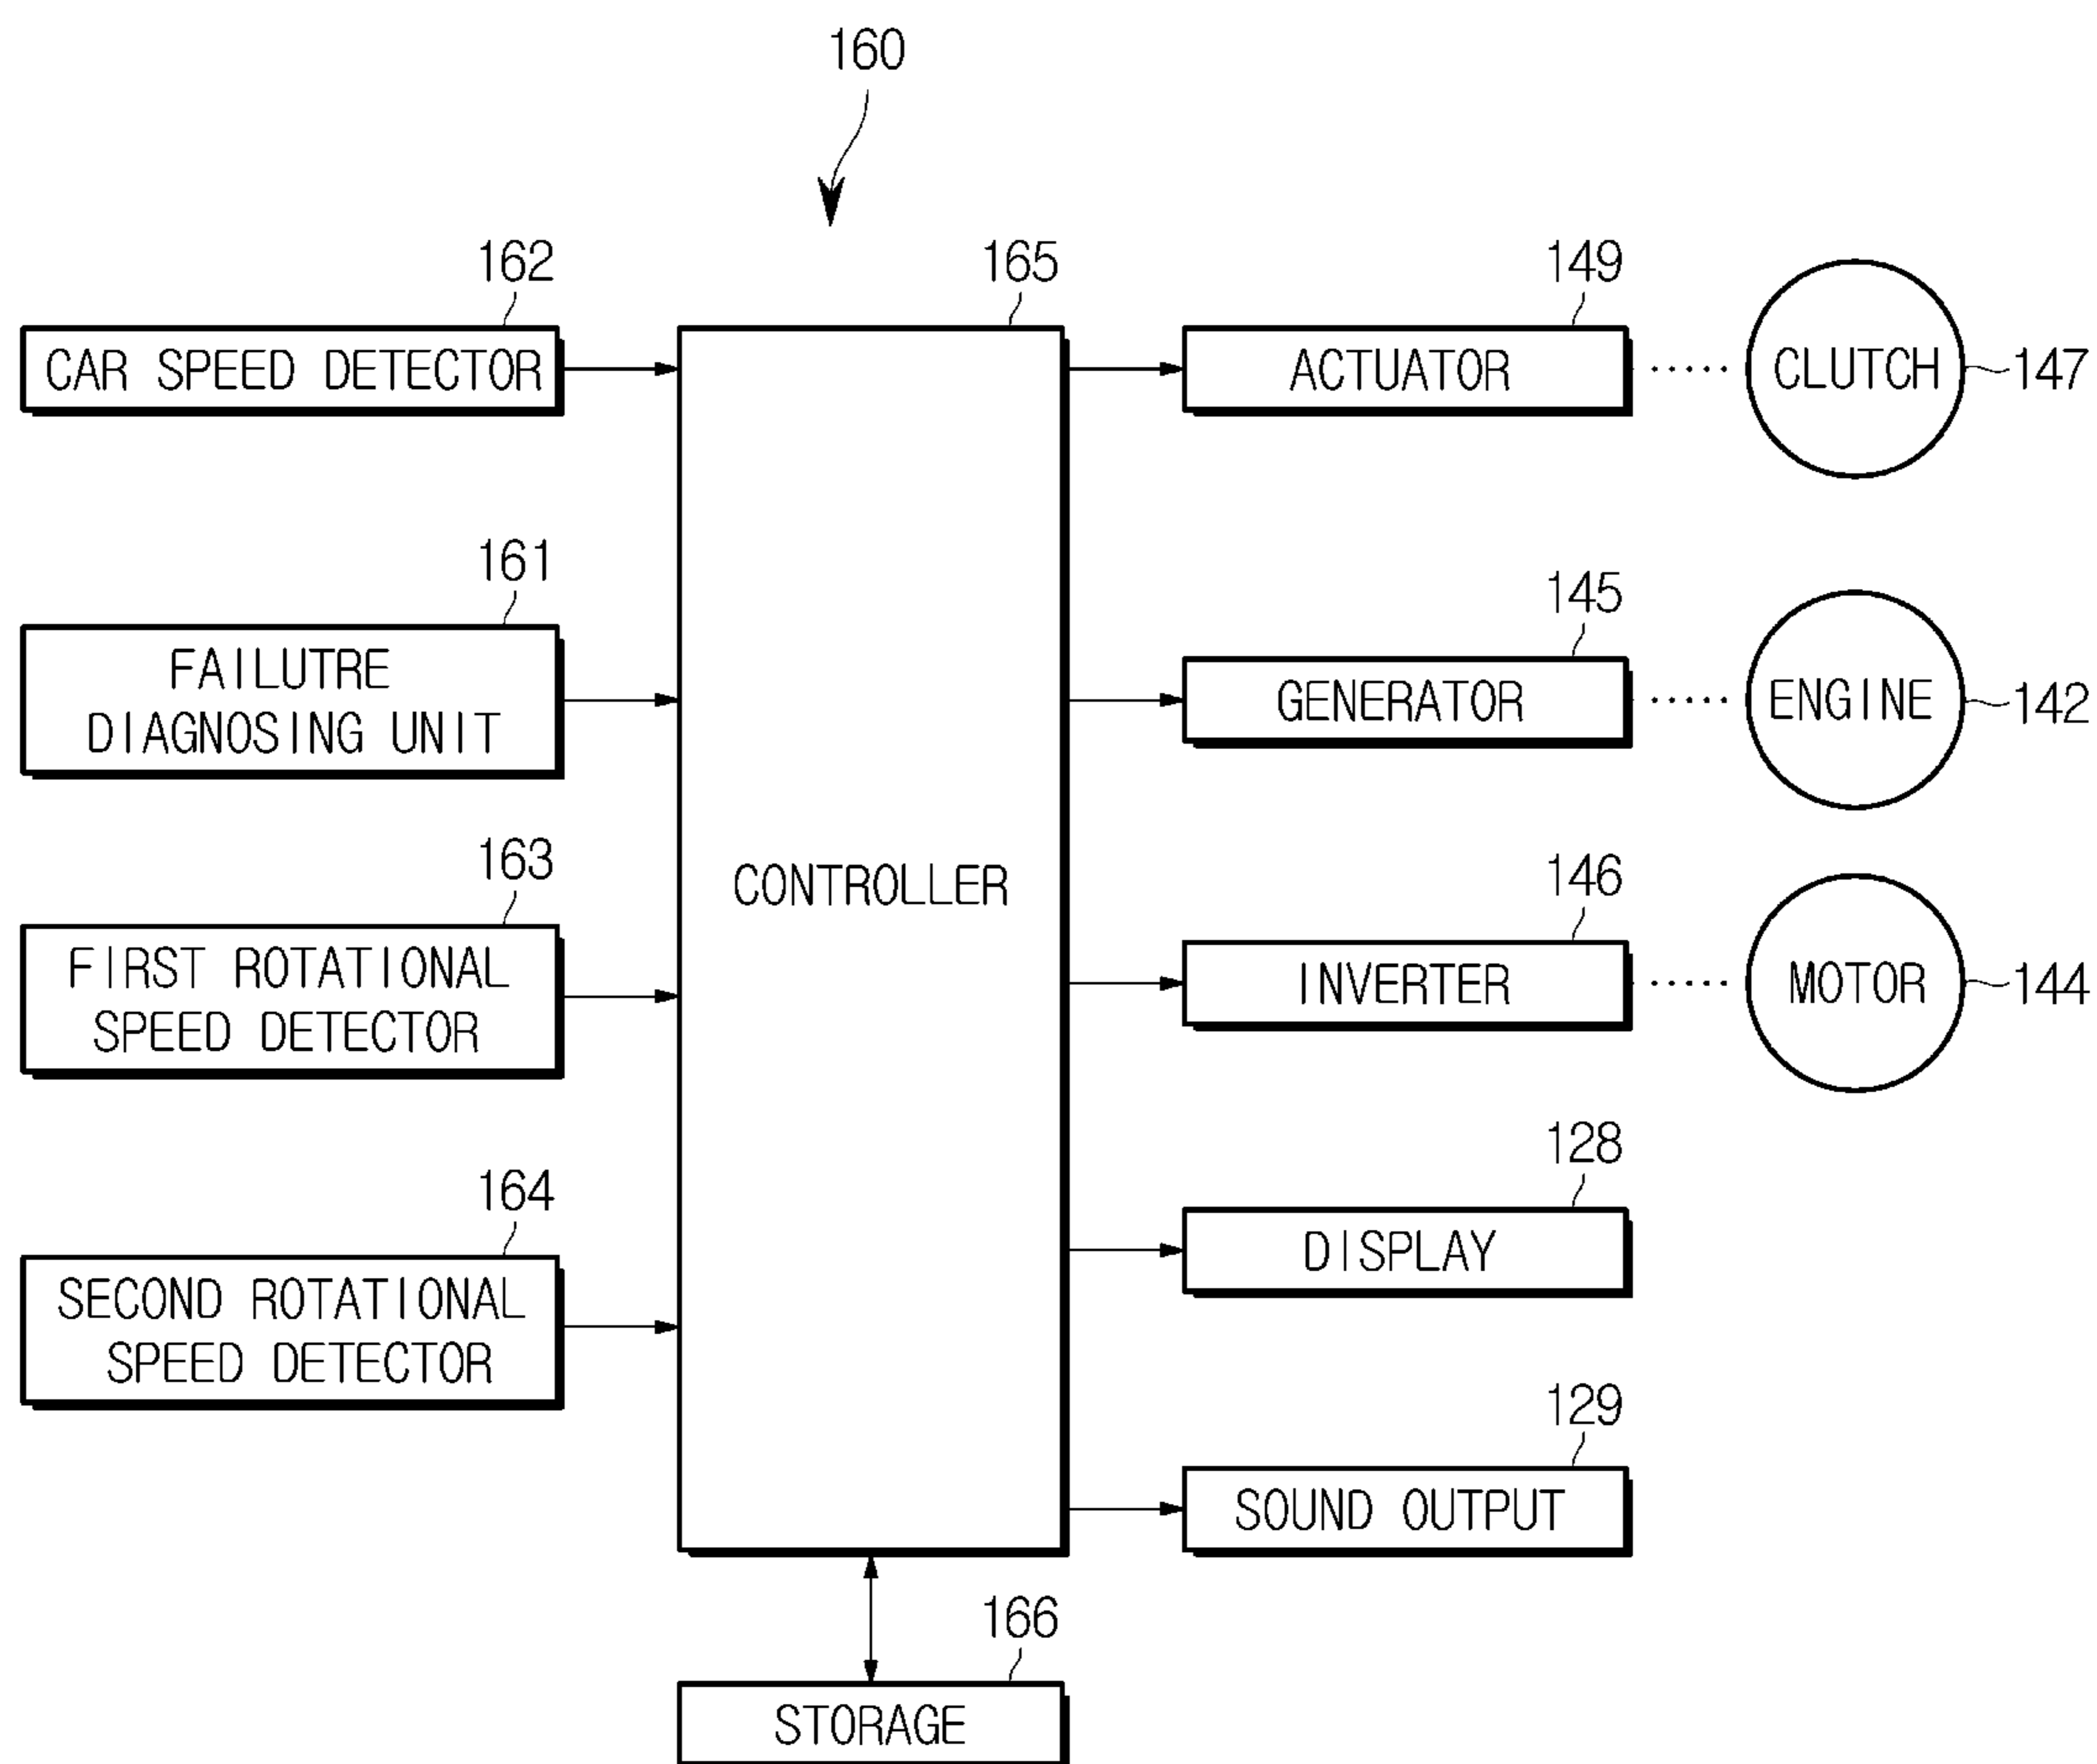 160
162
165
149
CAR SPEED DETECTOR
ACTUATOR
CLUTCH
147
161
145
FAILUTRE
DIAGNOSING UNIT
GENERATOR
ENGINE
142
163
146
CONTROLLER
FIRST ROTATIONAL
SPEED DETECTOR
INVERTER
MOTOR
144
164
128
SECOND ROTATIONAL
SPEED DETECTOR
DISPLAY
129
SOUND OUTPUT
166
STORAGE